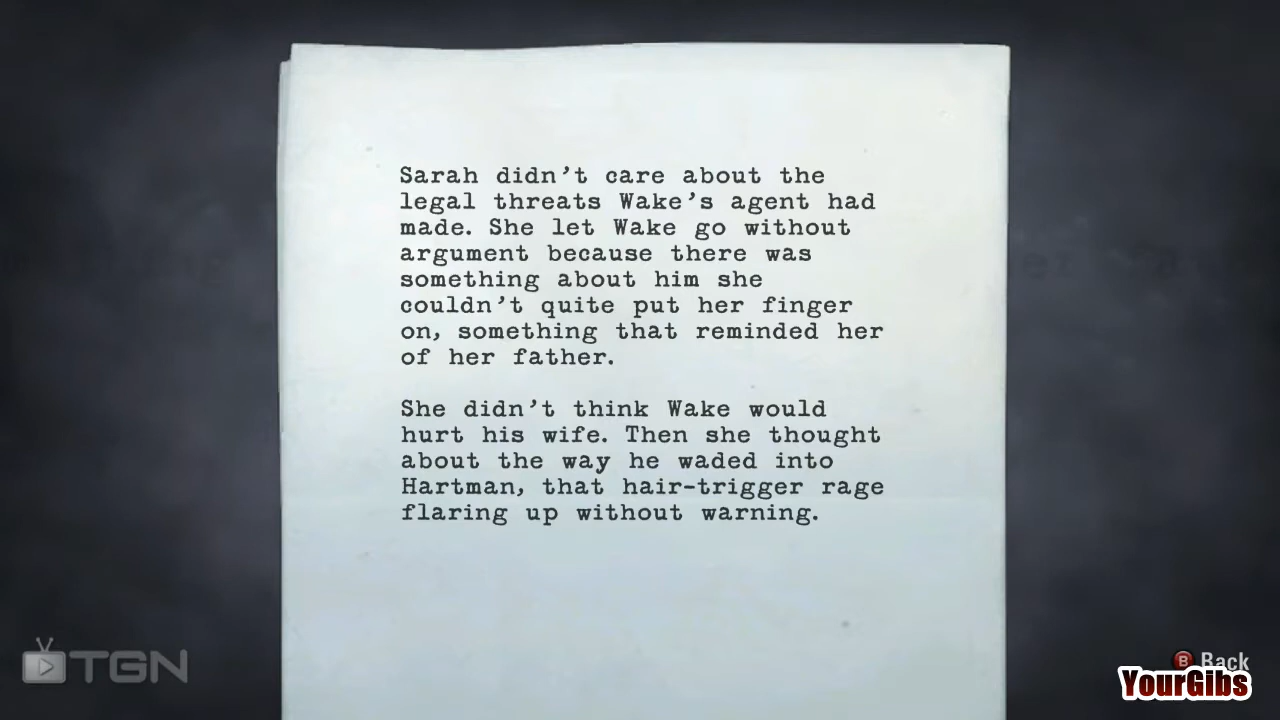 Sarah didn’t care about the
legal threats Wake’s agent had
made. She let Wake go without
argument because there was
something about him she
couldn’t quite put her finger
on, something that reminded her
of her father.
She didn’t think Wake would
hurt his wife. Then she thought
about the way he waded into
Hartman, that hair-trigger rage
flaring up without warning.
TGN
B Back
YourGibs